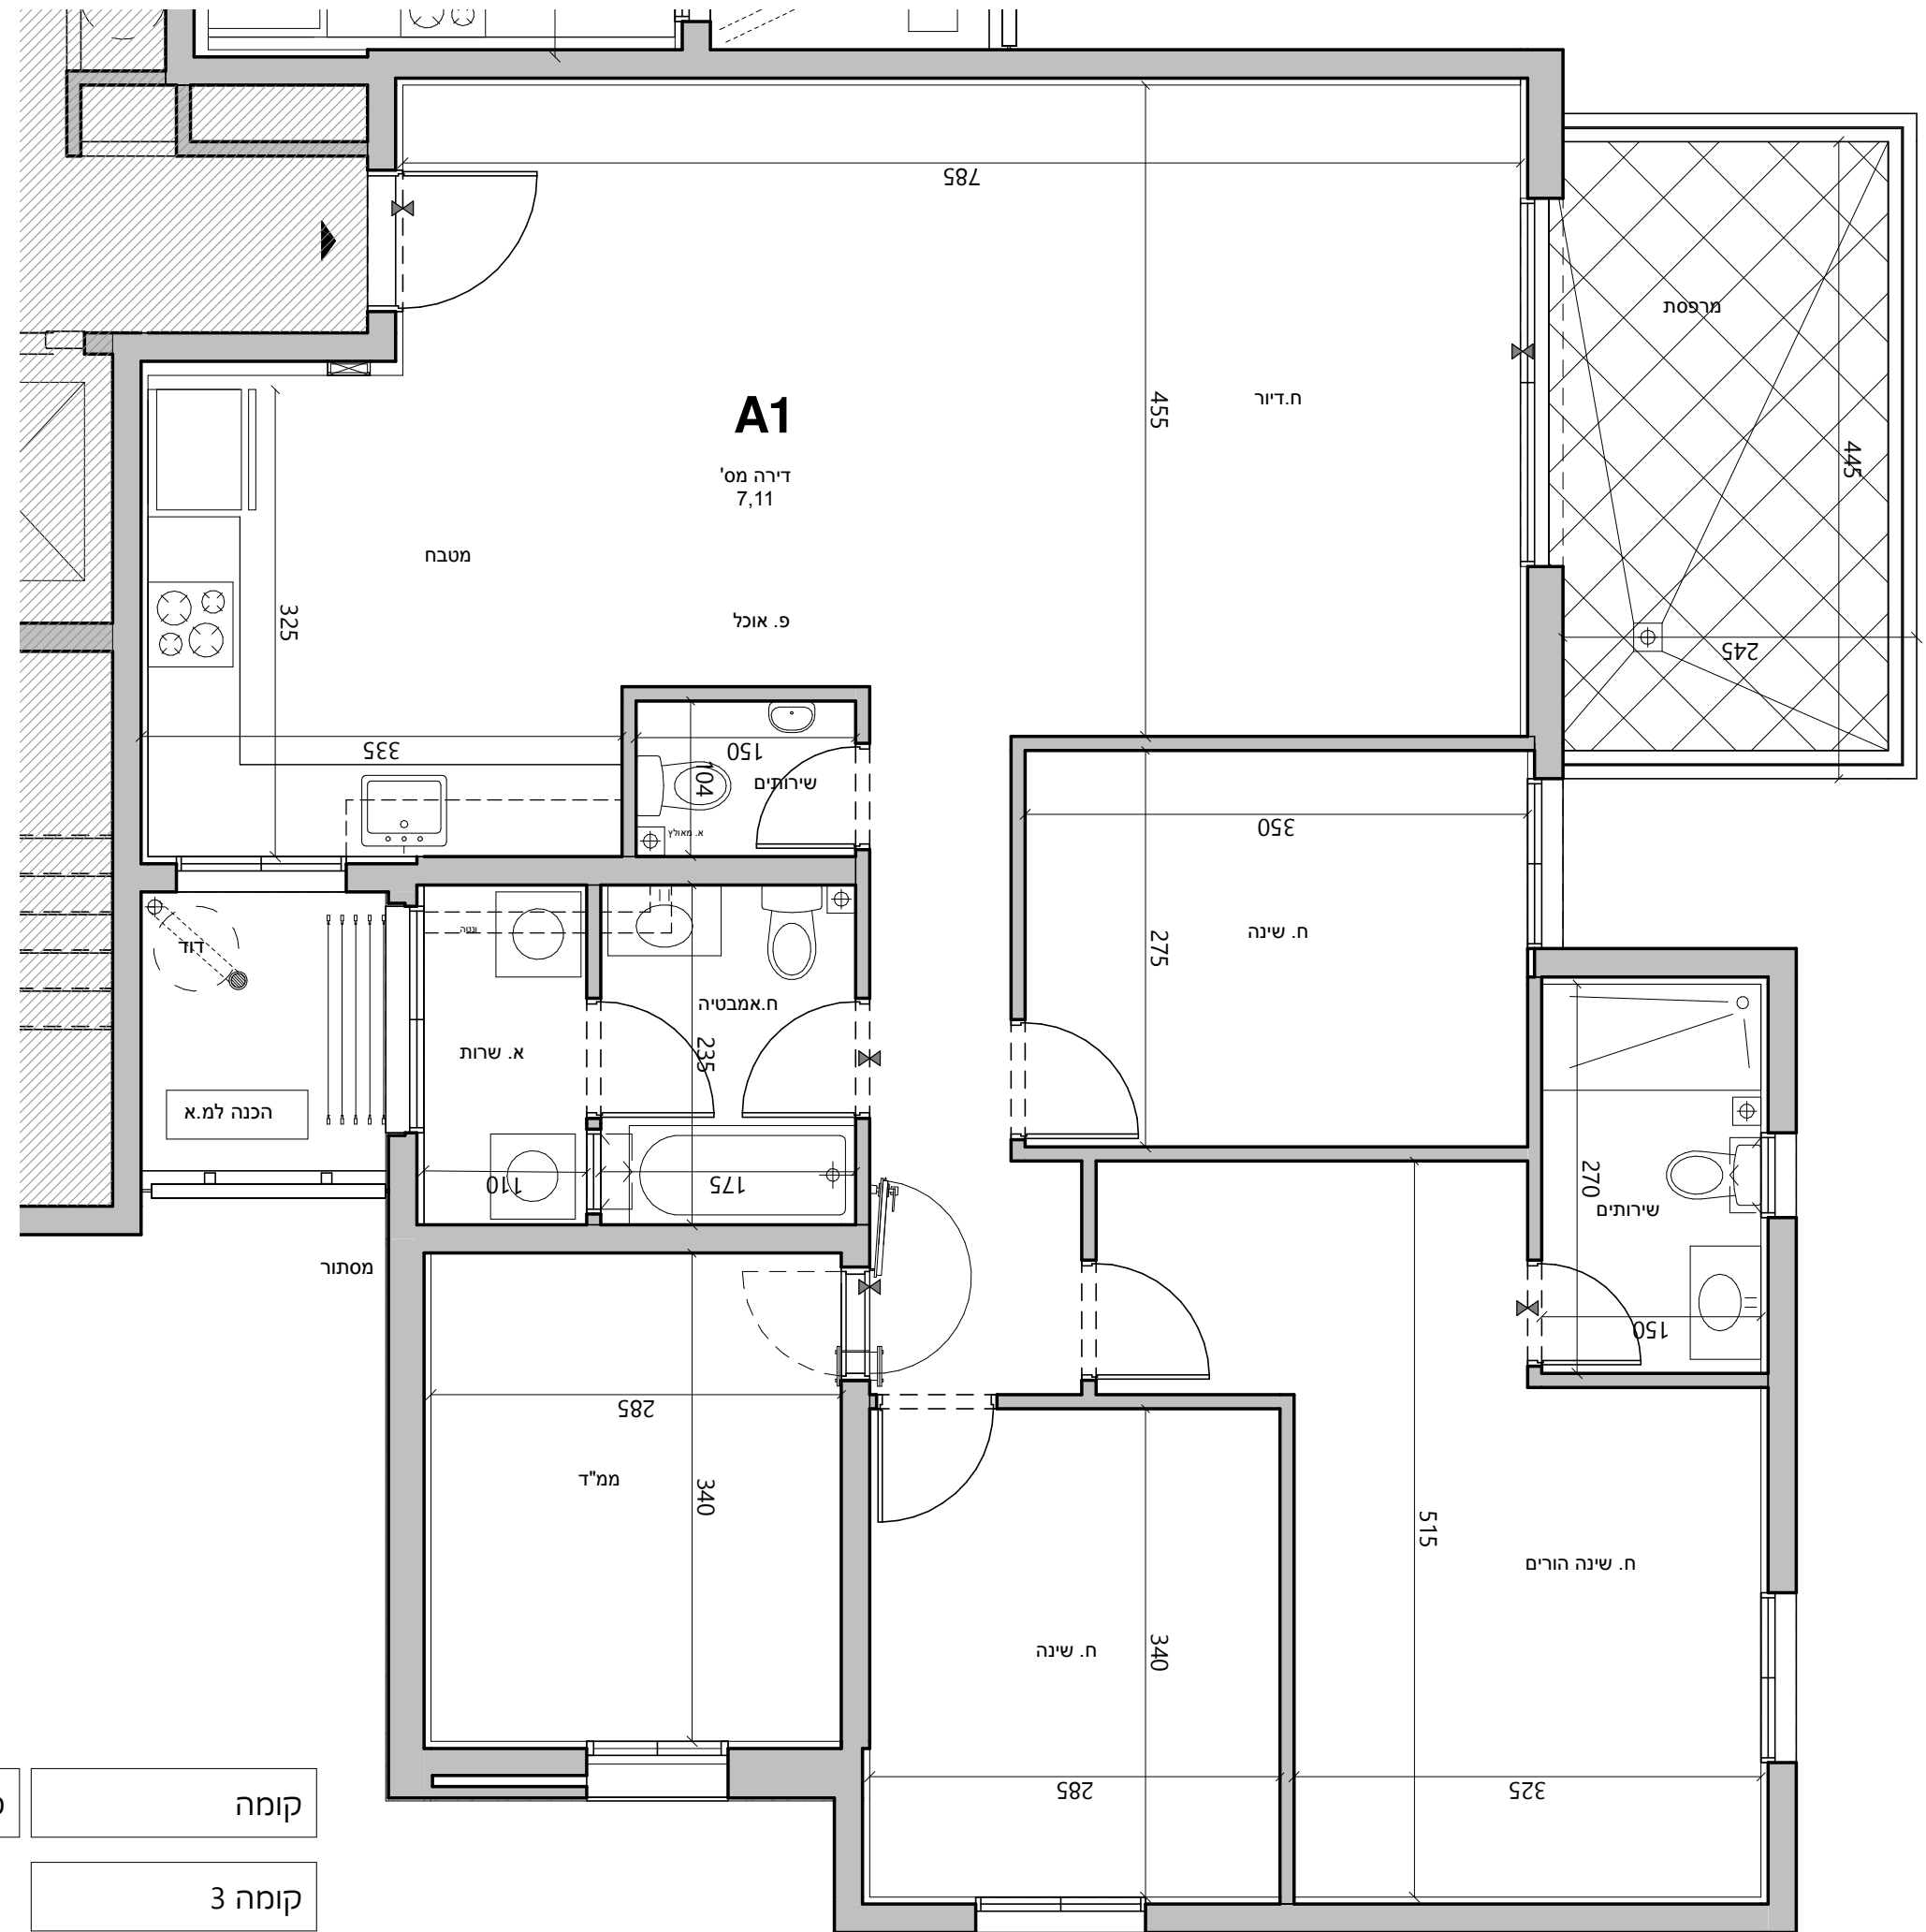 785
מרפסת
445
245
455
ח.דיור
A1
דירה מס'
7,11
מטבח
פ. אוכל
325
335
150
104
שירותים
א. מאולץ
350
275
ח. שינה
דוד
ונטה
ח.אמבטיה
235
א. שרות
הכנה למ.א
110
175
270
שירותים
150
מסתור
285
ממ"ד
340
515
ח. שינה הורים
ח. שינה
340
285
325
קומה
קומה 3